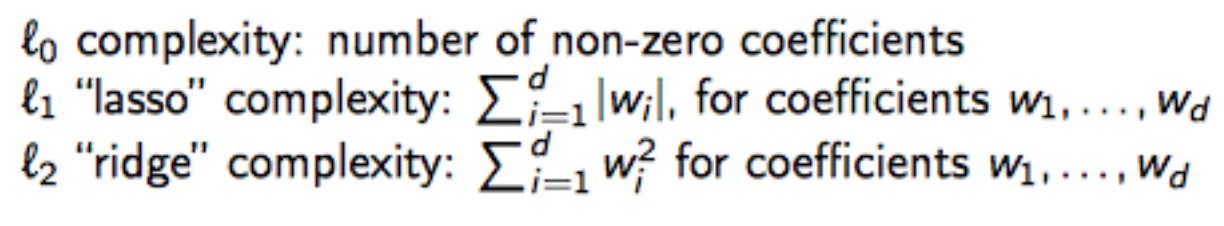 ℓ₀ complexity: number of non-zero coefficients
ℓ₁ “lasso” complexity: ∑ᵢ₌₁ᵈ |wᵢ|, for coefficients w₁, . . . , w_d
ℓ₂ “ridge” complexity: ∑ᵢ₌₁ᵈ wᵢ² for coefficients w₁, . . . , w_d